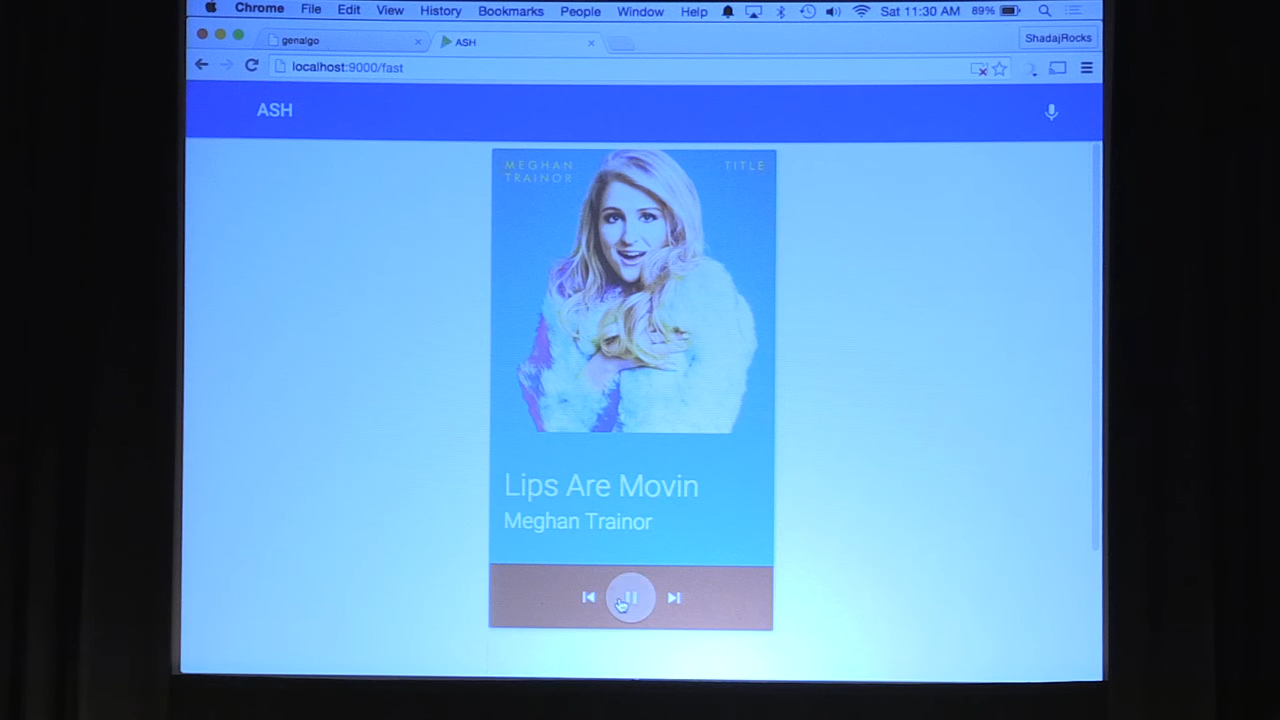 Chrome File Edit View History Bookmarks People Window Help Sat 11:30 AM 89%
genalgo
ASH
ShadajRocks
localhost:9000/fast
ASH
MEGHAN
TRAINOR
TITLE
Lips Are Movin
Meghan Trainor